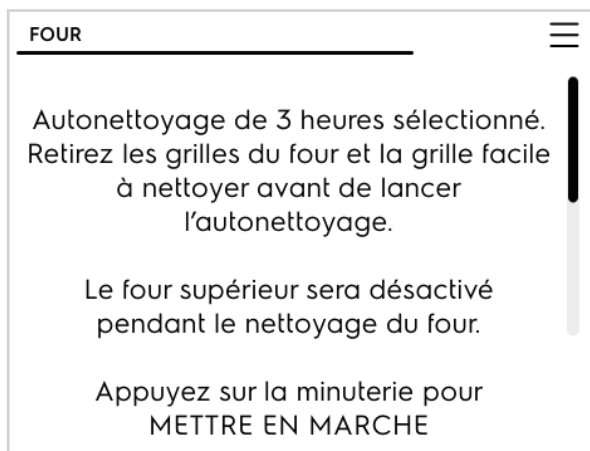 FOUR
Autonettoyage de 3 heures sélectionné.
Retirez les grilles du four et la grille facile
à nettoyer avant de lancer
l'autonettoyage.
Le four supérieur sera désactivé
pendant le nettoyage du four.
Appuyez sur la minuterie pour
METTRE EN MARCHE